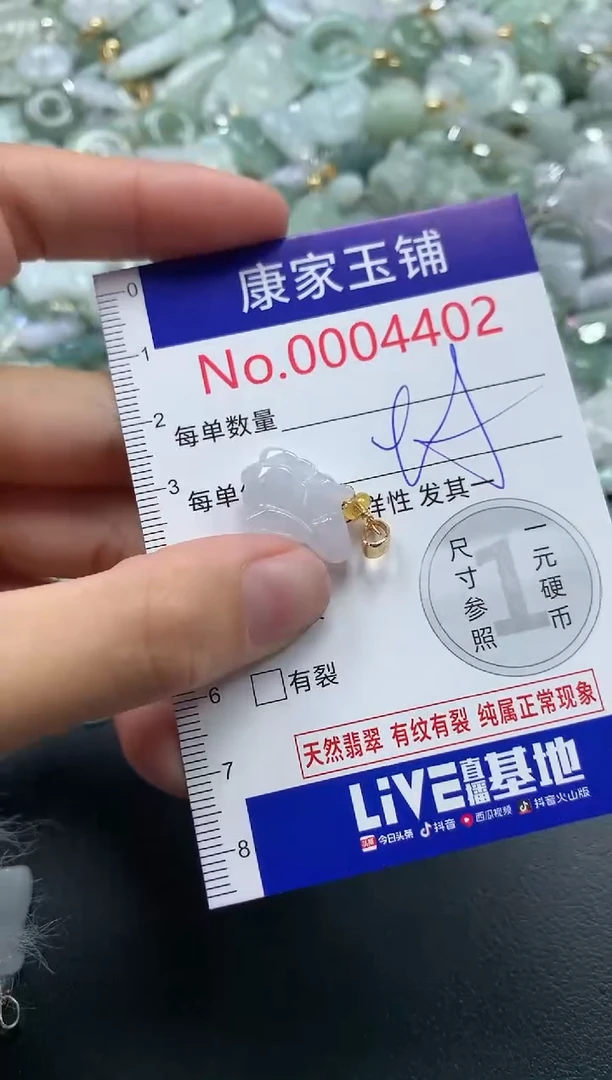 康家玉铺
No.0004402
0
1
2
3
6
7
8
每单数量
每单
样性 发其一
尺寸参照
1
一元硬币
有裂
天然翡翠 有纹有裂 纯属正常现象
LIVE直播基地
头条 今日头条 抖音 西瓜视频 抖音火山版